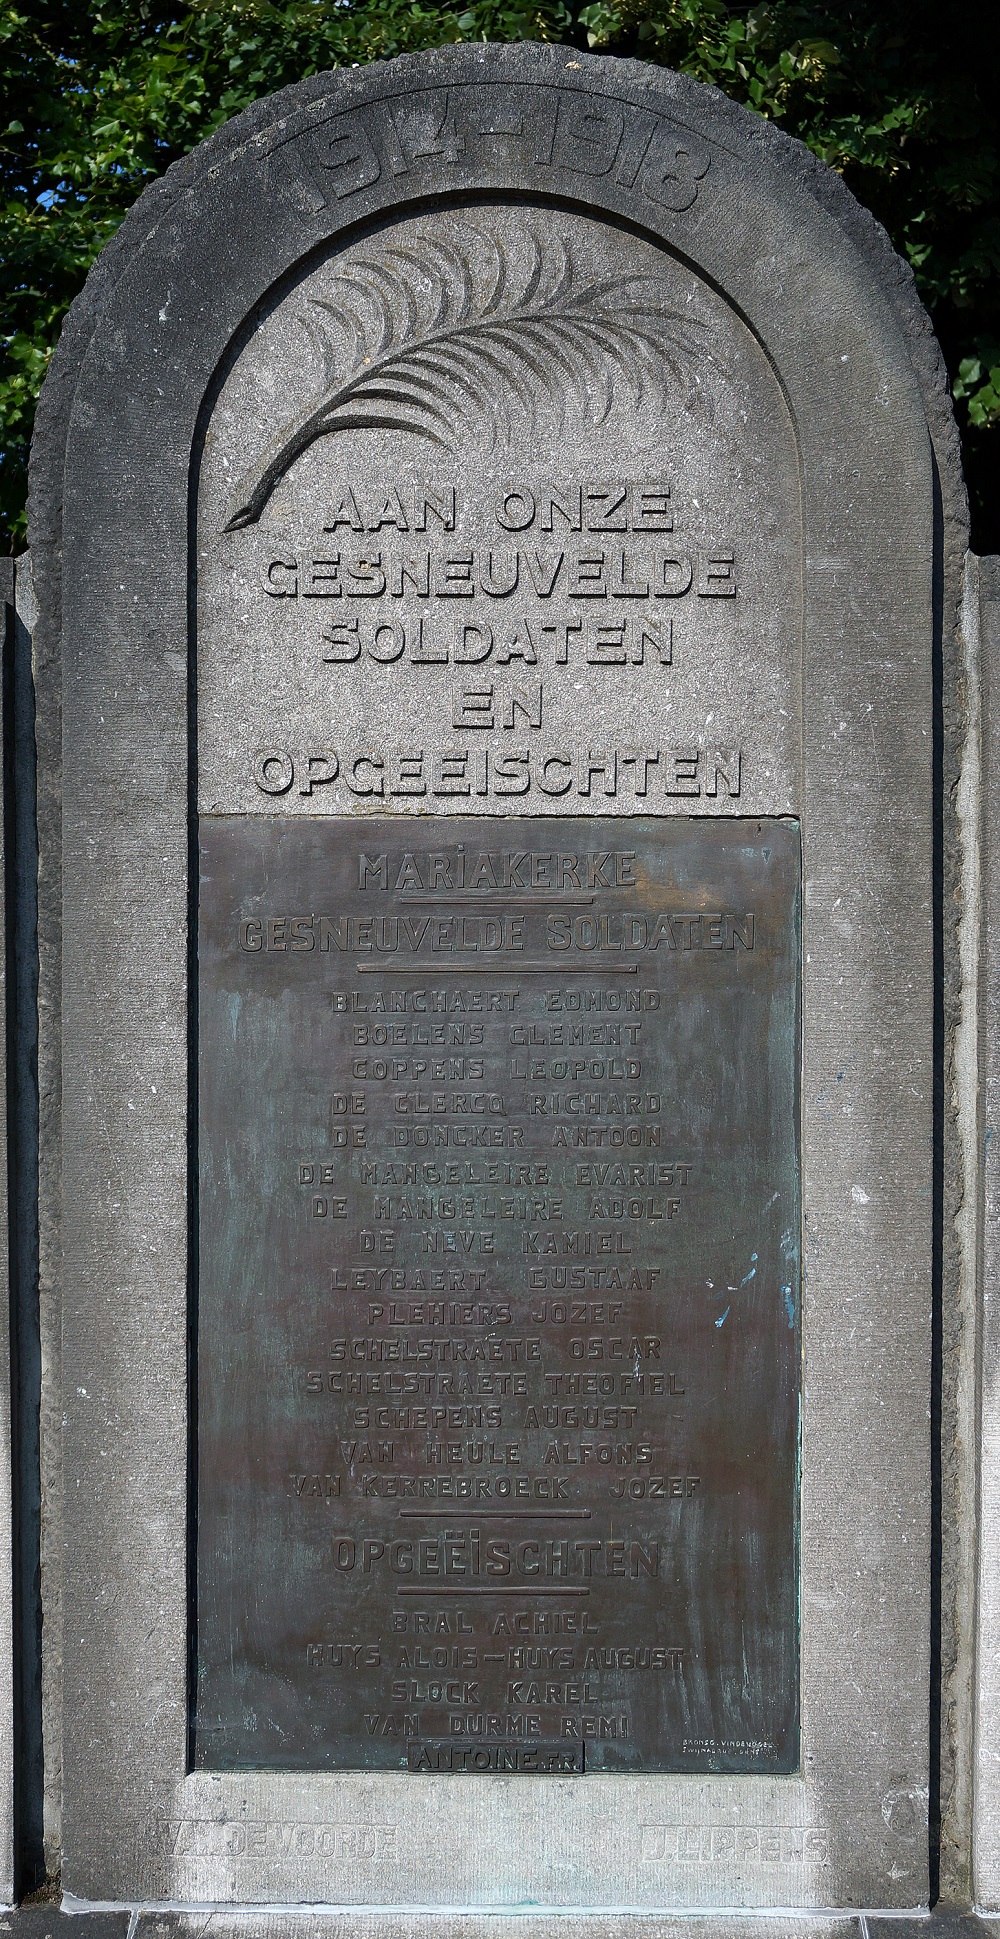 1914-1918
AAN ONZE
GESNEUVELDE
SOLDATEN
EN
OPGEEISCHTEN
MARIAKERKE
GESNEUVELDE SOLDATEN
BLANCHAERT EDMOND
BOELENS CLEMENT
COPPENS LEOPOLD
DE CLERCQ RICHARD
DE DONCKER ANTOON
DE MANGELEIRE EVARIST
DE MANGELEIRE ADOLF
DE NEVE KAMIEL
LEYBAERT GUSTAAF
PLEHIERS JOZEF
SCHELSTRAETE OSCAR
SCHELSTRAETE THEOFIEL
SCHEPENS AUGUST
VAN HEULE ALFONS
VAN KERREBROECK JOZEF
OPGEËISCHTEN
BRAL ACHIEL
HUYS ALOIS-HUYS AUGUST
SLOCK KAREL
VAN DURME REMI
ANTOINE.FR.
J.LIPPENS